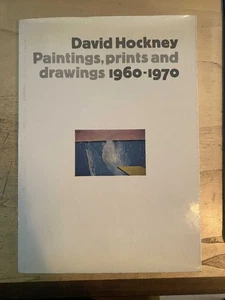 David Hockney
Paintings, prints and
drawings 1960-1970